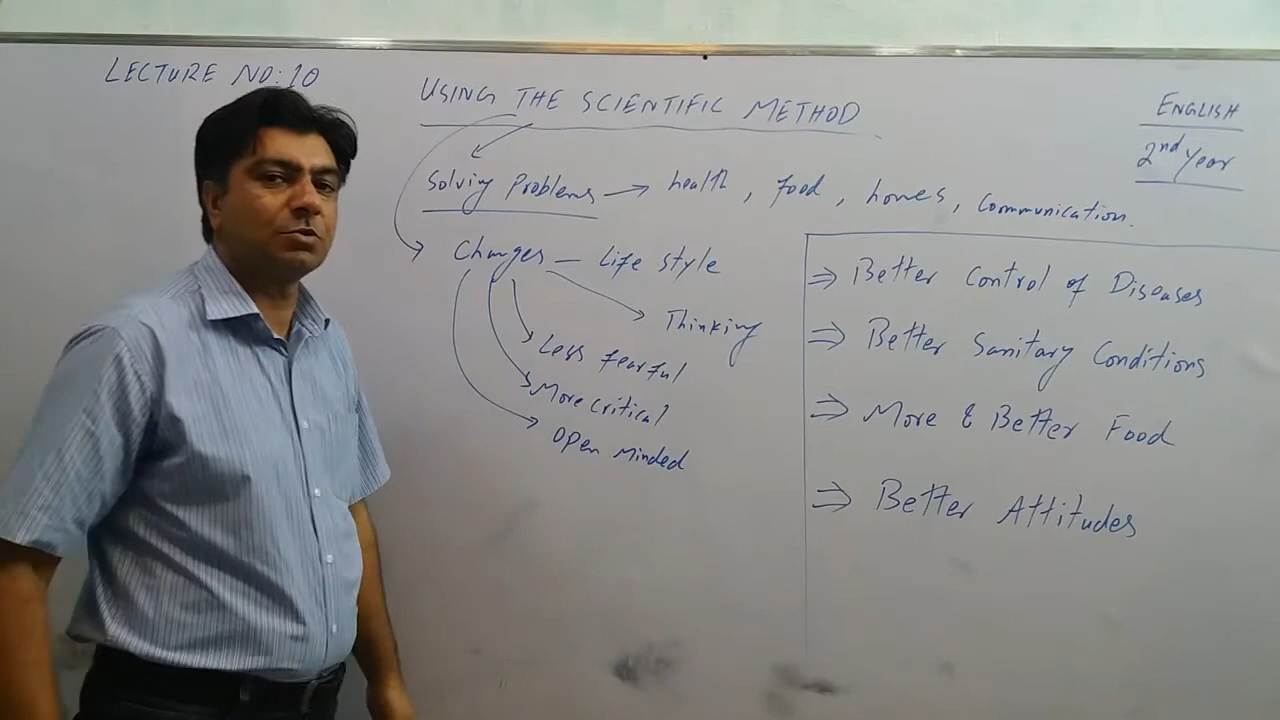 LECTURE NO:10
USING THE SCIENTIFIC METHOD
ENGLISH
2nd Year
Solving Problems → health, food, homes, Communication.
Changes – Life style
Thinking
Less fearful
More critical
Open Minded
⇒ Better Control of Diseases
⇒ Better Sanitary Conditions
⇒ More & Better Food
⇒ Better Attitudes